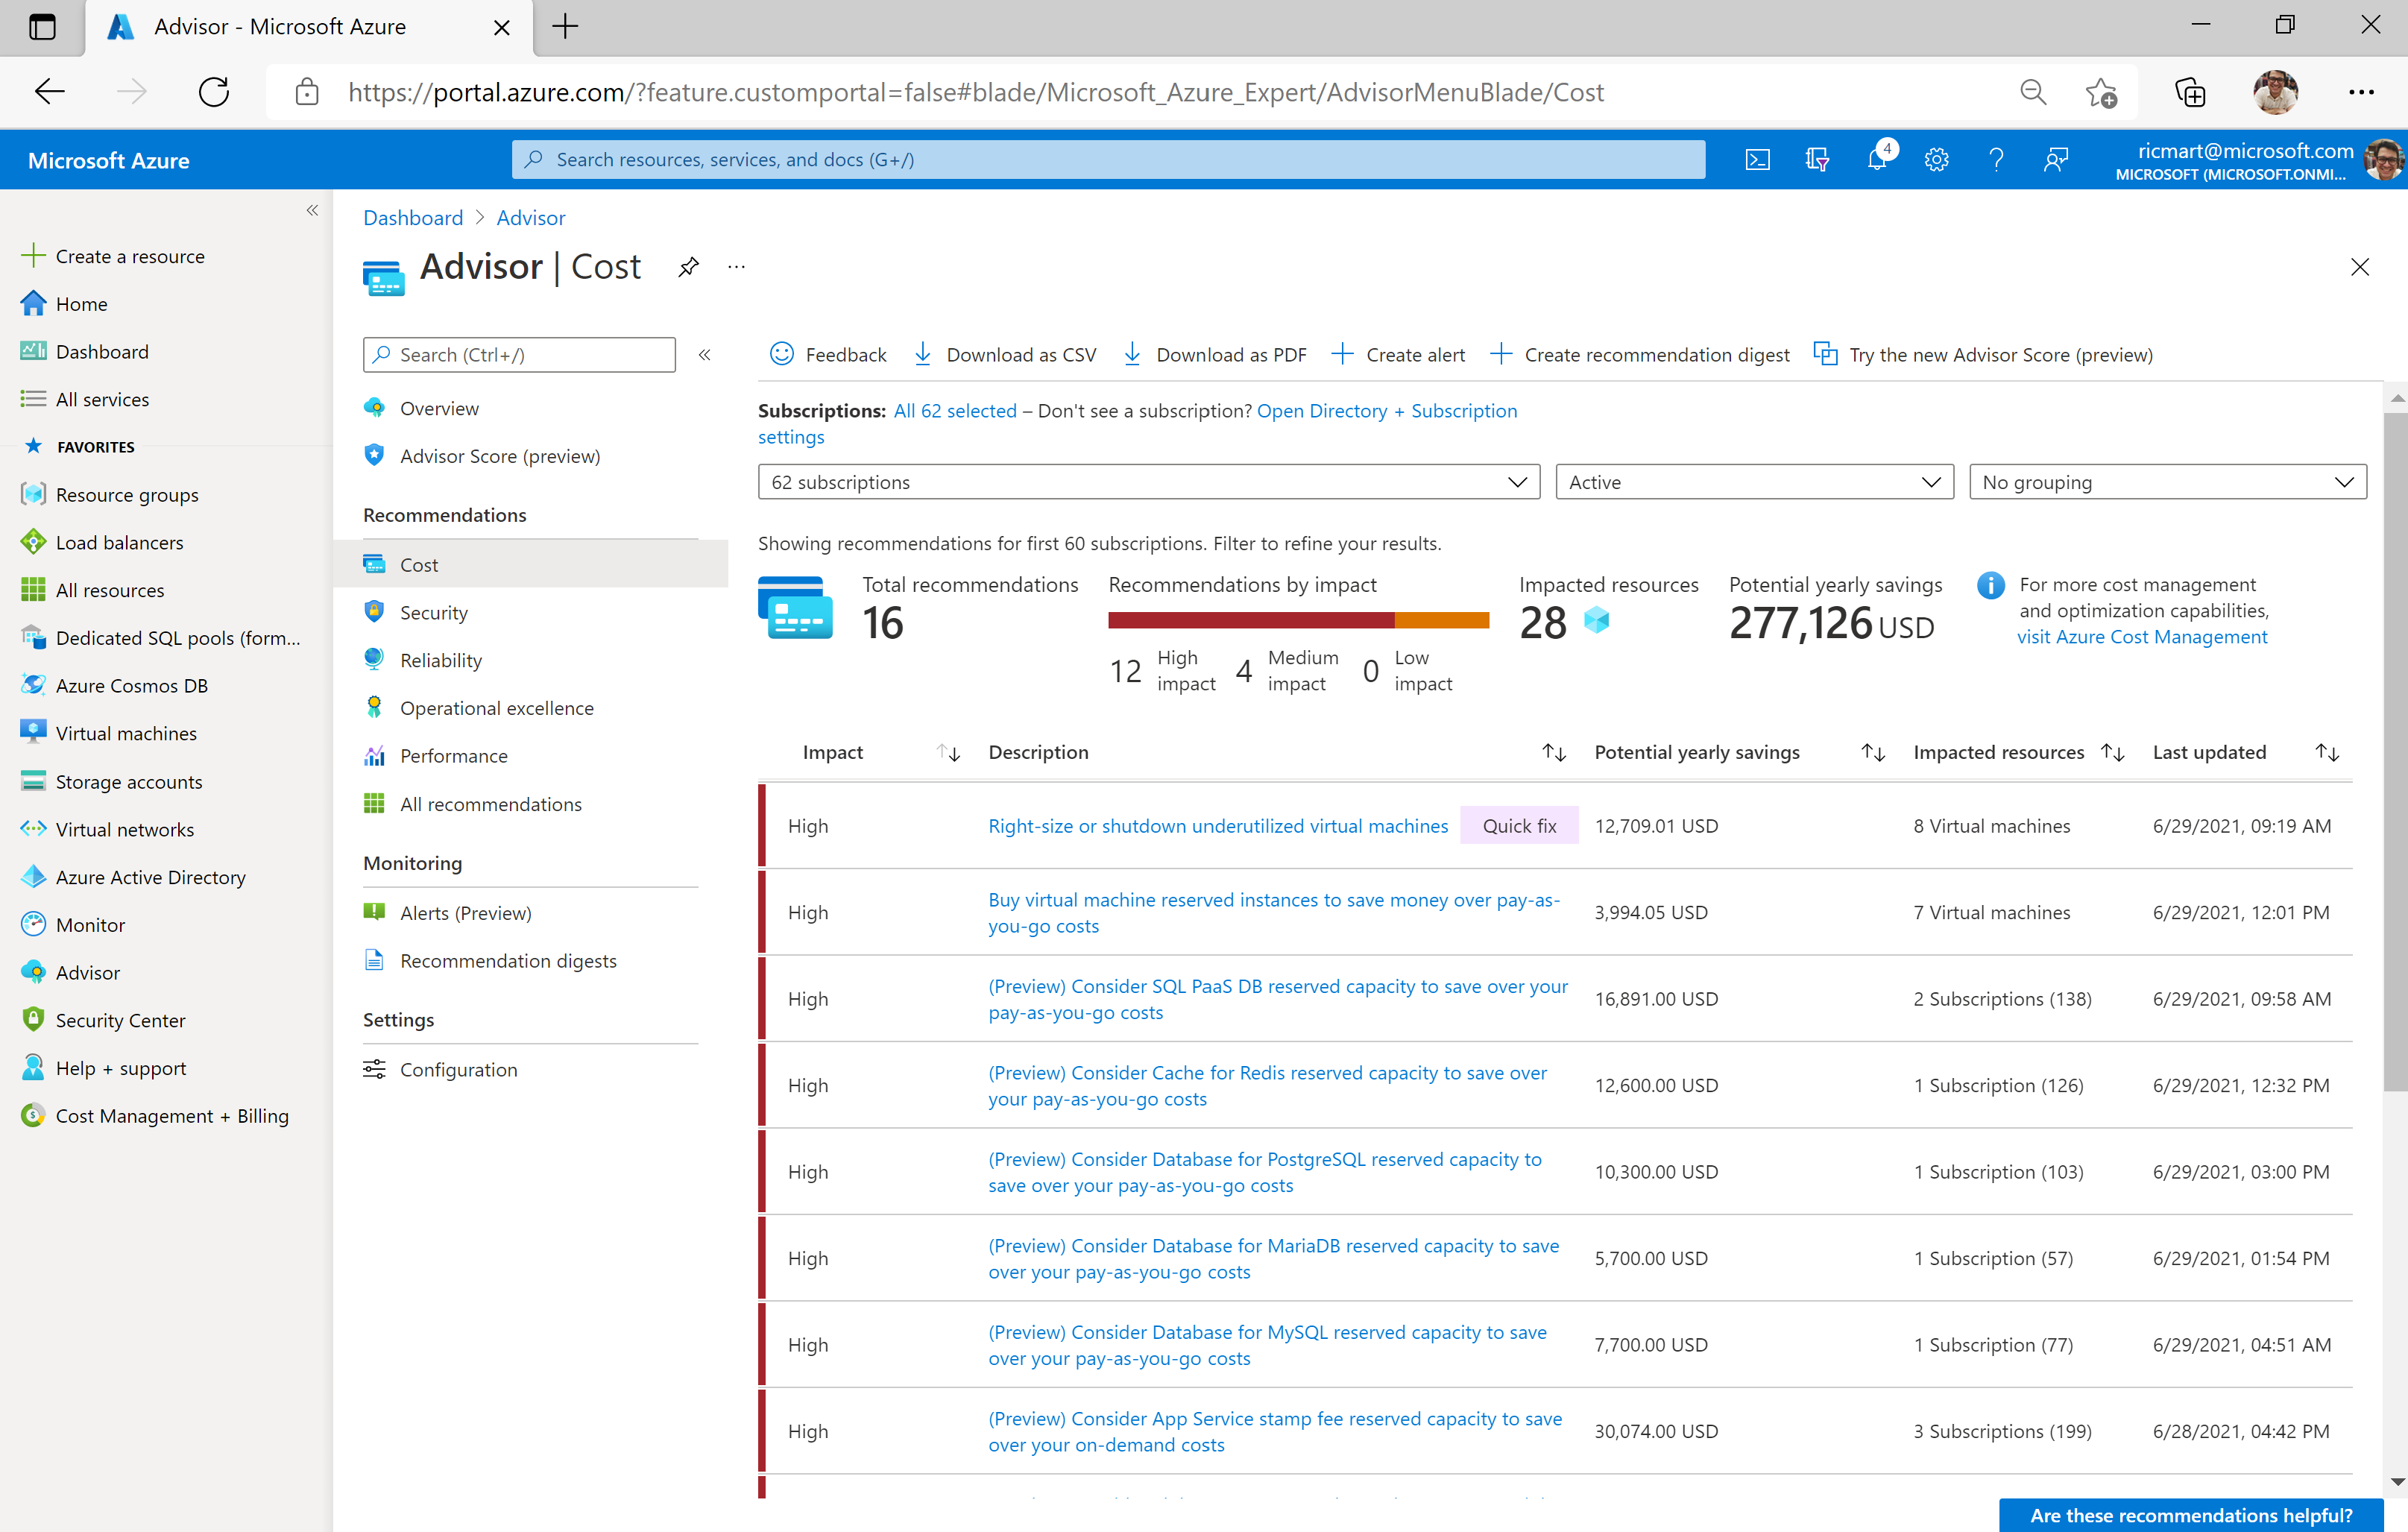 Advisor - Microsoft Azure
https://portal.azure.com/?feature.customportal=false#blade/Microsoft_Azure_Expert/AdvisorMenuBlade/Cost
Microsoft Azure
Search resources, services, and docs (G+/)
4
ricmart@microsoft.com
MICROSOFT (MICROSOFT.ONMI...
Create a resource
Home
Dashboard
All services
FAVORITES
Resource groups
Load balancers
All resources
Dedicated SQL pools (form...
Azure Cosmos DB
Virtual machines
Storage accounts
Virtual networks
Azure Active Directory
Monitor
Advisor
Security Center
Help + support
Cost Management + Billing
Dashboard > Advisor
Advisor | Cost
Search (Ctrl+/)
Overview
Advisor Score (preview)
Recommendations
Cost
Security
Reliability
Operational excellence
Performance
All recommendations
Monitoring
Alerts (Preview)
Recommendation digests
Settings
Configuration
Feedback Download as CSV Download as PDF Create alert Create recommendation digest Try the new Advisor Score (preview)
Subscriptions: All 62 selected – Don't see a subscription? Open Directory + Subscription
settings
62 subscriptions
Active
No grouping
Showing recommendations for first 60 subscriptions. Filter to refine your results.
Total recommendations
16
Recommendations by impact
12 High impact
4 Medium impact
0 Low impact
Impacted resources
28
Potential yearly savings
277,126 USD
For more cost management
and optimization capabilities,
visit Azure Cost Management
Impact Description Potential yearly savings Impacted resources Last updated
High Right-size or shutdown underutilized virtual machines Quick fix 12,709.01 USD 8 Virtual machines 6/29/2021, 09:19 AM
High Buy virtual machine reserved instances to save money over pay-as-
you-go costs 3,994.05 USD 7 Virtual machines 6/29/2021, 12:01 PM
High (Preview) Consider SQL PaaS DB reserved capacity to save over your
pay-as-you-go costs 16,891.00 USD 2 Subscriptions (138) 6/29/2021, 09:58 AM
High (Preview) Consider Cache for Redis reserved capacity to save over
your pay-as-you-go costs 12,600.00 USD 1 Subscription (126) 6/29/2021, 12:32 PM
High (Preview) Consider Database for PostgreSQL reserved capacity to
save over your pay-as-you-go costs 10,300.00 USD 1 Subscription (103) 6/29/2021, 03:00 PM
High (Preview) Consider Database for MariaDB reserved capacity to save
over your pay-as-you-go costs 5,700.00 USD 1 Subscription (57) 6/29/2021, 01:54 PM
High (Preview) Consider Database for MySQL reserved capacity to save
over your pay-as-you-go costs 7,700.00 USD 1 Subscription (77) 6/29/2021, 04:51 AM
High (Preview) Consider App Service stamp fee reserved capacity to save
over your on-demand costs 30,074.00 USD 3 Subscriptions (199) 6/28/2021, 04:42 PM
Are these recommendations helpful?